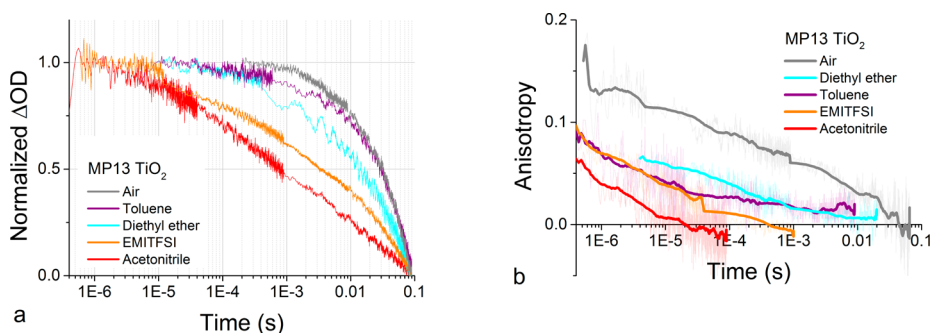 Normalized ΔOD
1.0
0.5
0.0
MP13 TiO2
Air
Toluene
Diethyl ether
EMITFSI
Acetonitrile
1E-6 1E-5 1E-4 1E-3 0.01 0.1
Time (s)
a
Anisotropy
0.2
0.1
0.0
MP13 TiO2
Air
Diethyl ether
Toluene
EMITFSI
Acetonitrile
1E-6 1E-5 1E-4 1E-3 0.01 0.1
Time (s)
b